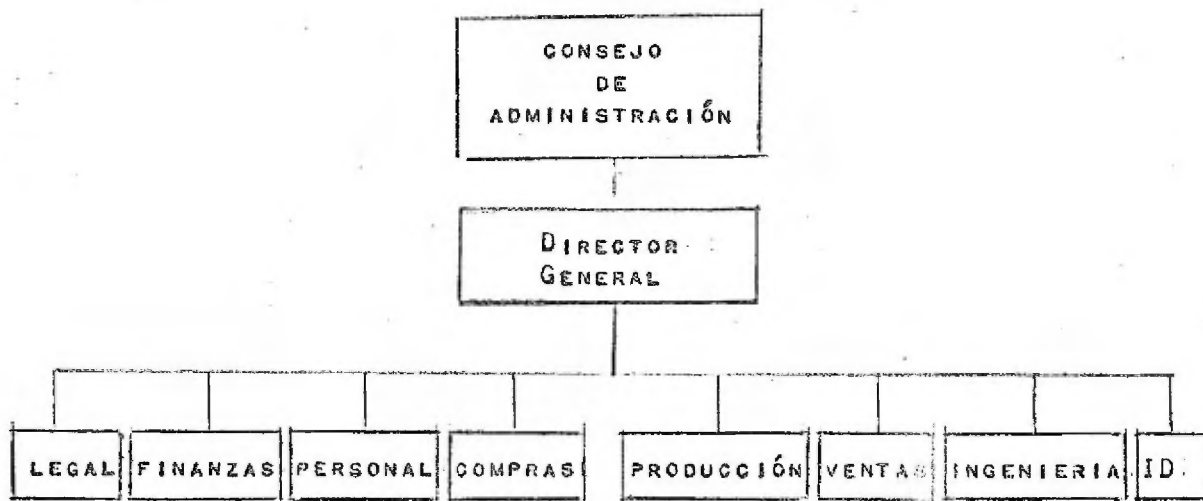 CONSEJO
DE
ADMINISTRACIÓN
DIRECTOR
GENERAL
LEGAL
FINANZAS
PERSONAL
COMPRAS
PRODUCCIÓN
VENTAS
INGENIERIA
ID